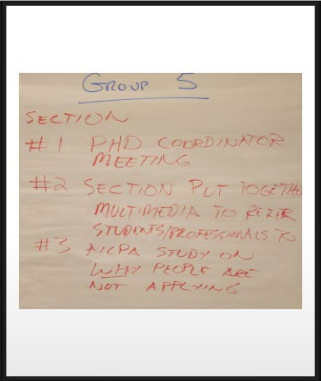 GROUP 5
SECTION
#1 PHD COORDINATOR
MEETING
#2 SECTION PUT TOGETHER
MULTIMEDIA TO REFER
STUDENTS/PROFESSIONALS TO
#3 AICPA STUDY ON
WHY PEOPLE ARE
NOT APPLYING